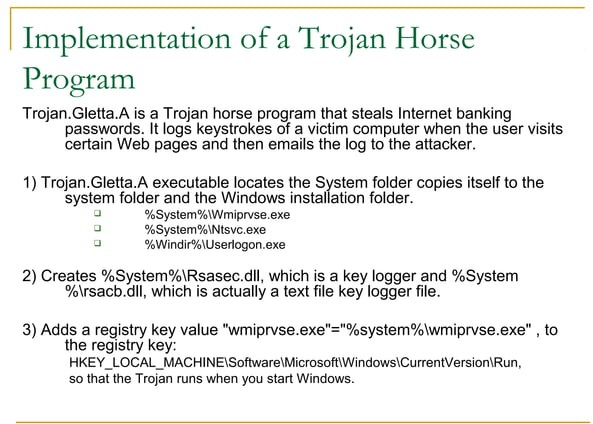 Implementation of a Trojan Horse
Program
Trojan.Gletta.A is a Trojan horse program that steals Internet banking
passwords. It logs keystrokes of a victim computer when the user visits
certain Web pages and then emails the log to the attacker.
1) Trojan.Gletta.A executable locates the System folder copies itself to the
system folder and the Windows installation folder.
%System%\Wmiprvse.exe
%System%\Ntsvc.exe
%Windir%\Userlogon.exe
2) Creates %System%\Rsasec.dll, which is a key logger and %System
%\rsacb.dll, which is actually a text file key logger file.
3) Adds a registry key value "wmiprvse.exe"="%system%\wmiprvse.exe" , to
the registry key:
HKEY_LOCAL_MACHINE\Software\Microsoft\Windows\CurrentVersion\Run,
so that the Trojan runs when you start Windows.